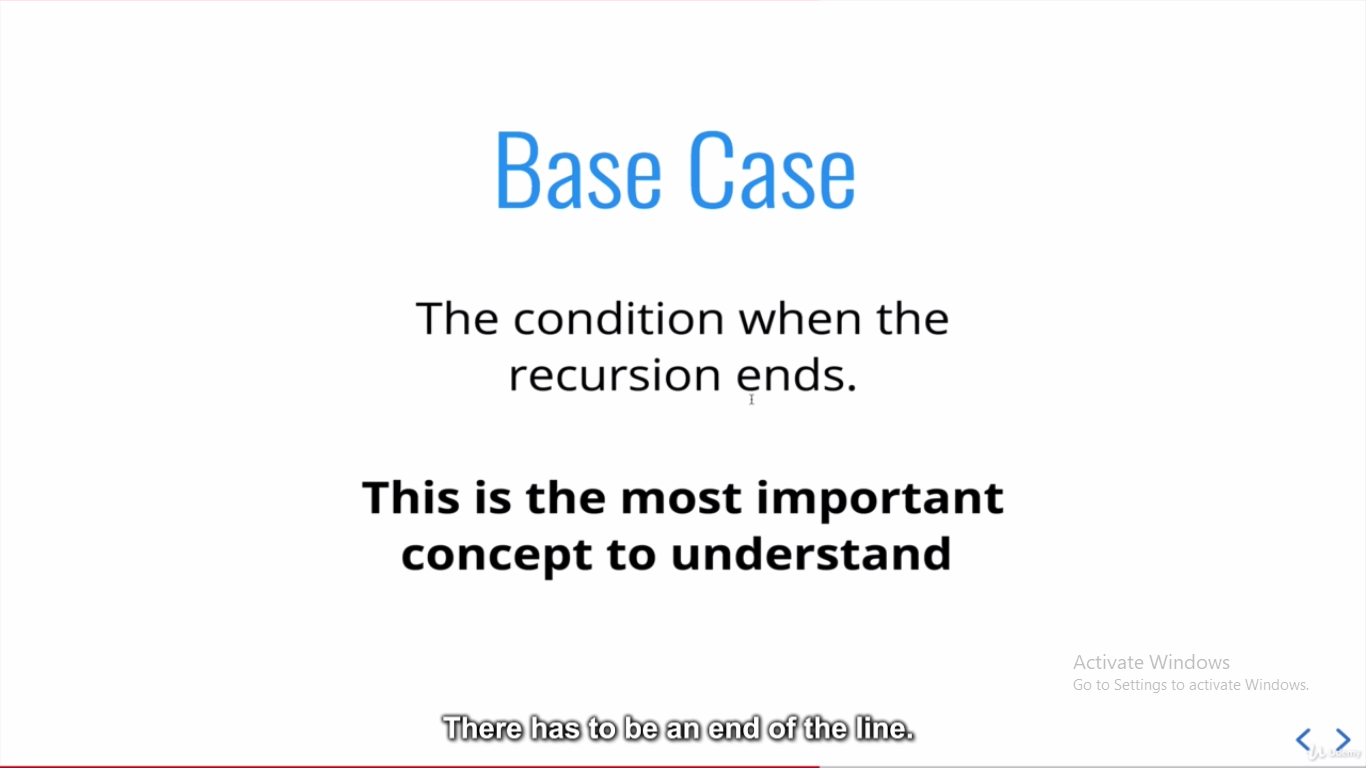 Base Case
The condition when the
recursion ends.
This is the most important
concept to understand
Activate Windows
Go to Settings to activate Windows.
There has to be an end of the line.
Udemy